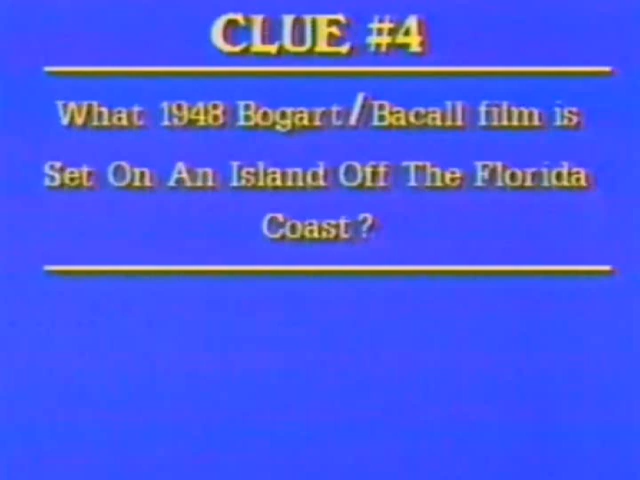 CLUE #4
What 1948 Bogart/Bacall film is
Set On An Island Off The Florida
Coast?